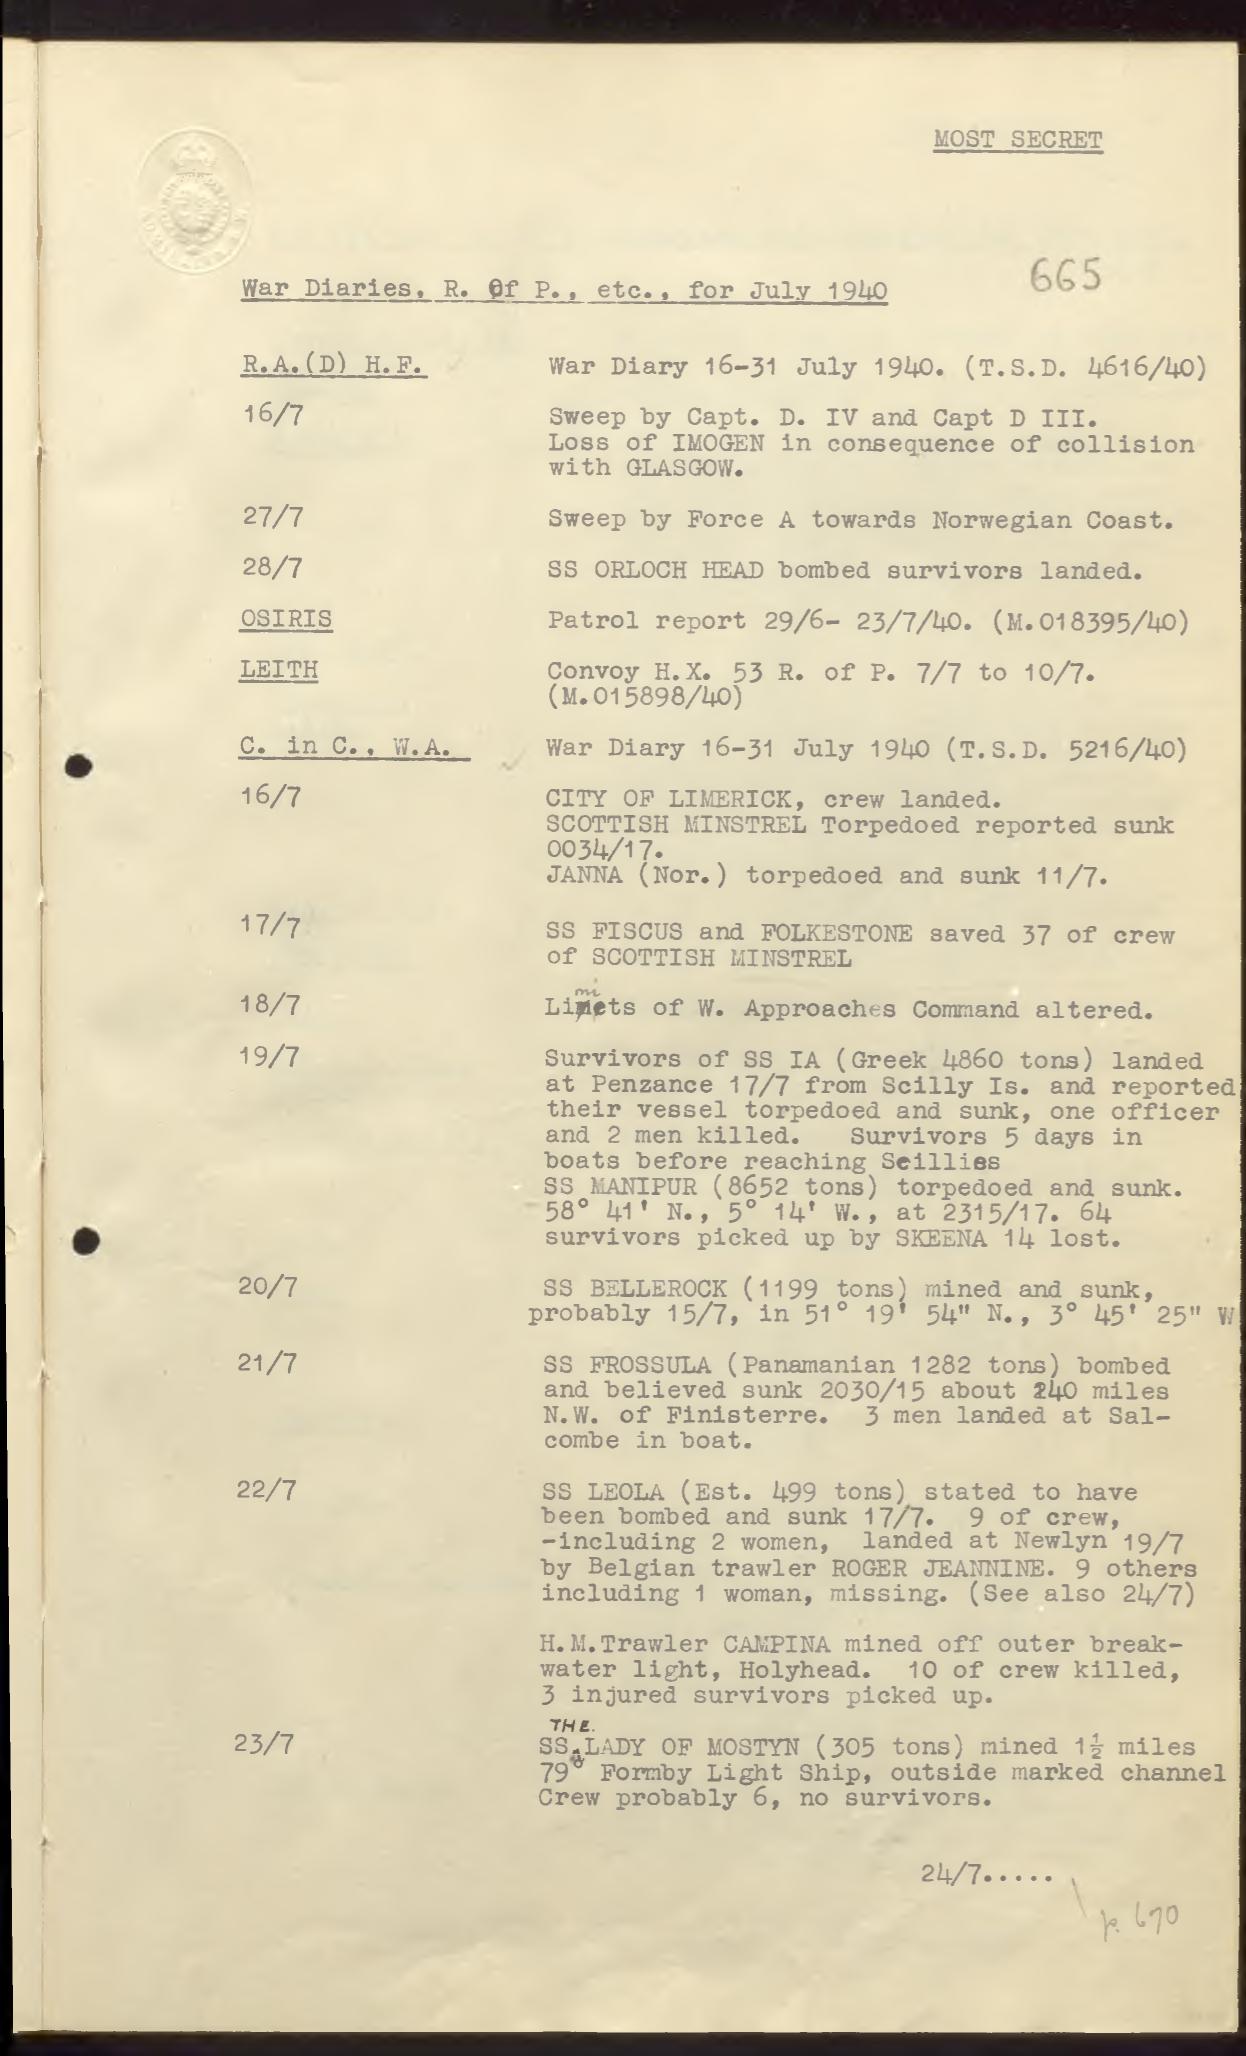 MOST SECRET
665
War Diaries, R. Of P., etc., for July 1940
R.A.(D) H.F. War Diary 16-31 July 1940. (T.S.D. 4616/40)
16/7 Sweep by Capt. D. IV and Capt D III.
Loss of IMOGEN in consequence of collision
with GLASGOW.
27/7 Sweep by Force A towards Norwegian Coast.
28/7 SS ORLOCH HEAD bombed survivors landed.
OSIRIS Patrol report 29/6- 23/7/40. (M.018395/40)
LEITH Convoy H.X. 53 R. of P. 7/7 to 10/7.
(M.015898/40)
C. in C., W.A. War Diary 16-31 July 1940 (T.S.D. 5216/40)
16/7 CITY OF LIMERICK, crew landed.
SCOTTISH MINSTREL Torpedoed reported sunk
0034/17.
JANNA (Nor.) torpedoed and sunk 11/7.
17/7 SS FISCUS and FOLKESTONE saved 37 of crew
of SCOTTISH MINSTREL
18/7 Limits of W. Approaches Command altered.
19/7 Survivors of SS IA (Greek 4860 tons) landed
at Penzance 17/7 from Scilly Is. and reported
their vessel torpedoed and sunk, one officer
and 2 men killed. Survivors 5 days in
boats before reaching Scillies
SS MANIPUR (8652 tons) torpedoed and sunk.
58° 41' N., 5° 14' W., at 2315/17. 64
survivors picked up by SKEENA 14 lost.
20/7 SS BELLEROCK (1199 tons) mined and sunk,
probably 15/7, in 51° 19' 54" N., 3° 45' 25" W
21/7 SS FROSSULA (Panamanian 1282 tons) bombed
and believed sunk 2030/15 about 240 miles
N.W. of Finisterre. 3 men landed at Sal-
combe in boat.
22/7 SS LEOLA (Est. 499 tons) stated to have
been bombed and sunk 17/7. 9 of crew,
-including 2 women, landed at Newlyn 19/7
by Belgian trawler ROGER JEANNINE. 9 others
including 1 woman, missing. (See also 24/7)
H.M.Trawler CAMPINA mined off outer break-
water light, Holyhead. 10 of crew killed,
3 injured survivors picked up.
THE.
23/7 SS LADY OF MOSTYN (305 tons) mined 1½ miles
79° Formby Light Ship, outside marked channel
Crew probably 6, no survivors.
24/7.....
p. 670